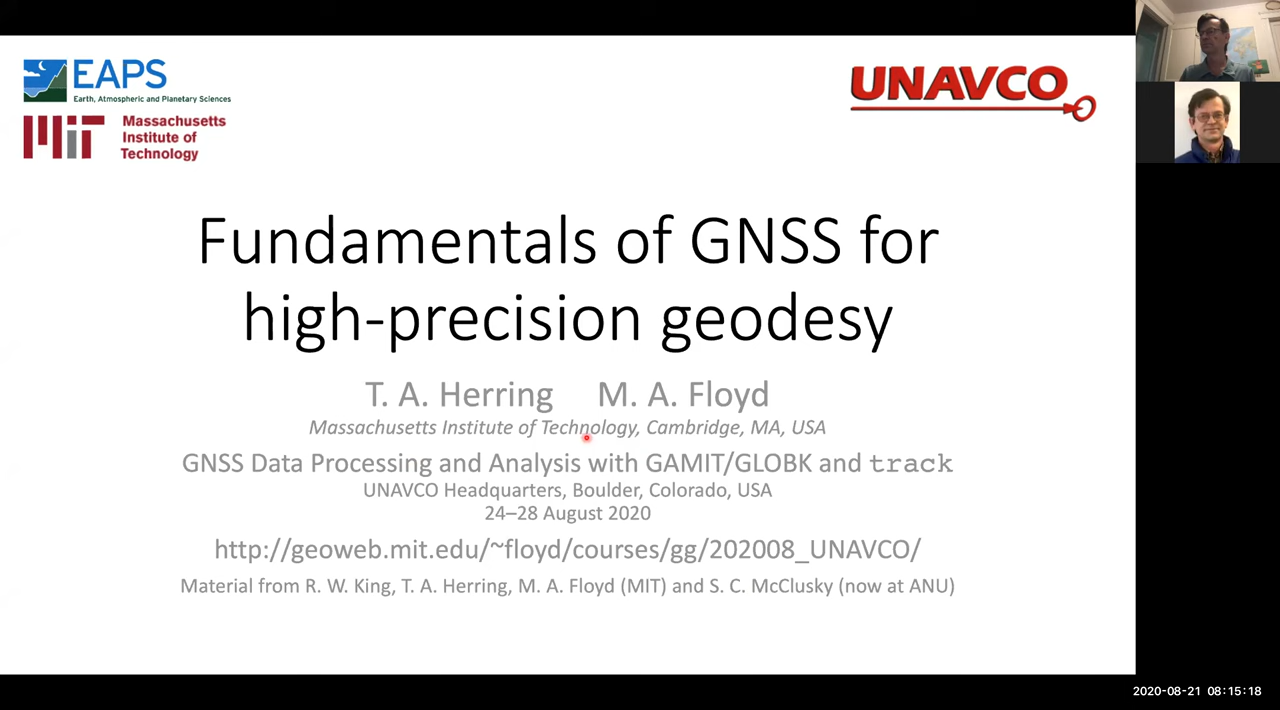 EAPS
Earth, Atmospheric and Planetary Sciences
MIT
Massachusetts
Institute of
Technology
UNAVCO
Fundamentals of GNSS for
high-precision geodesy
T. A. Herring M. A. Floyd
Massachusetts Institute of Technology, Cambridge, MA, USA
GNSS Data Processing and Analysis with GAMIT/GLOBK and track
UNAVCO Headquarters, Boulder, Colorado, USA
24–28 August 2020
http://geoweb.mit.edu/~floyd/courses/gg/202008_UNAVCO/
Material from R. W. King, T. A. Herring, M. A. Floyd (MIT) and S. C. McClusky (now at ANU)
2020-08-21 08:15:18